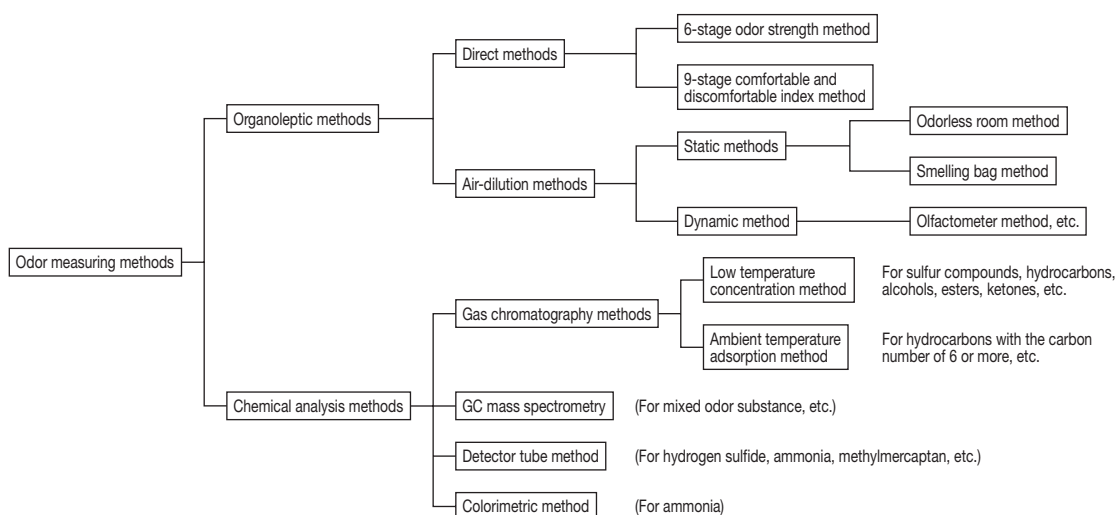 6-stage odor strength method
Direct methods
9-stage comfortable and
discomfortable index method
Organoleptic methods
Odorless room method
Static methods
Smelling bag method
Air-dilution methods
Dynamic method
Olfactometer method, etc.
Odor measuring methods
Low temperature
concentration method
For sulfur compounds, hydrocarbons,
alcohols, esters, ketones, etc.
Gas chromatography methods
Ambient temperature
adsorption method
For hydrocarbons with the carbon
number of 6 or more, etc.
Chemical analysis methods
GC mass spectrometry
(For mixed odor substance, etc.)
Detector tube method
(For hydrogen sulfide, ammonia, methylmercaptan, etc.)
Colorimetric method
(For ammonia)